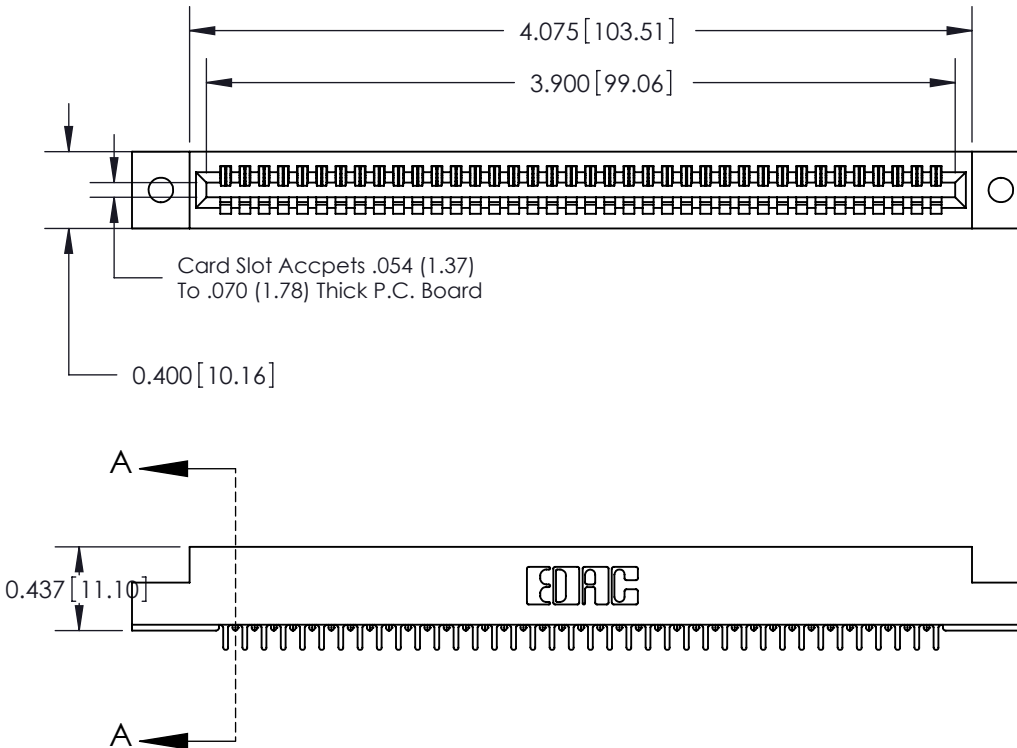 4.075[103.51]
3.900[99.06]
Card Slot Accpets .054 (1.37)
To .070 (1.78) Thick P.C. Board
0.400[10.16]
A
0.437[11.10]
EDAC
A